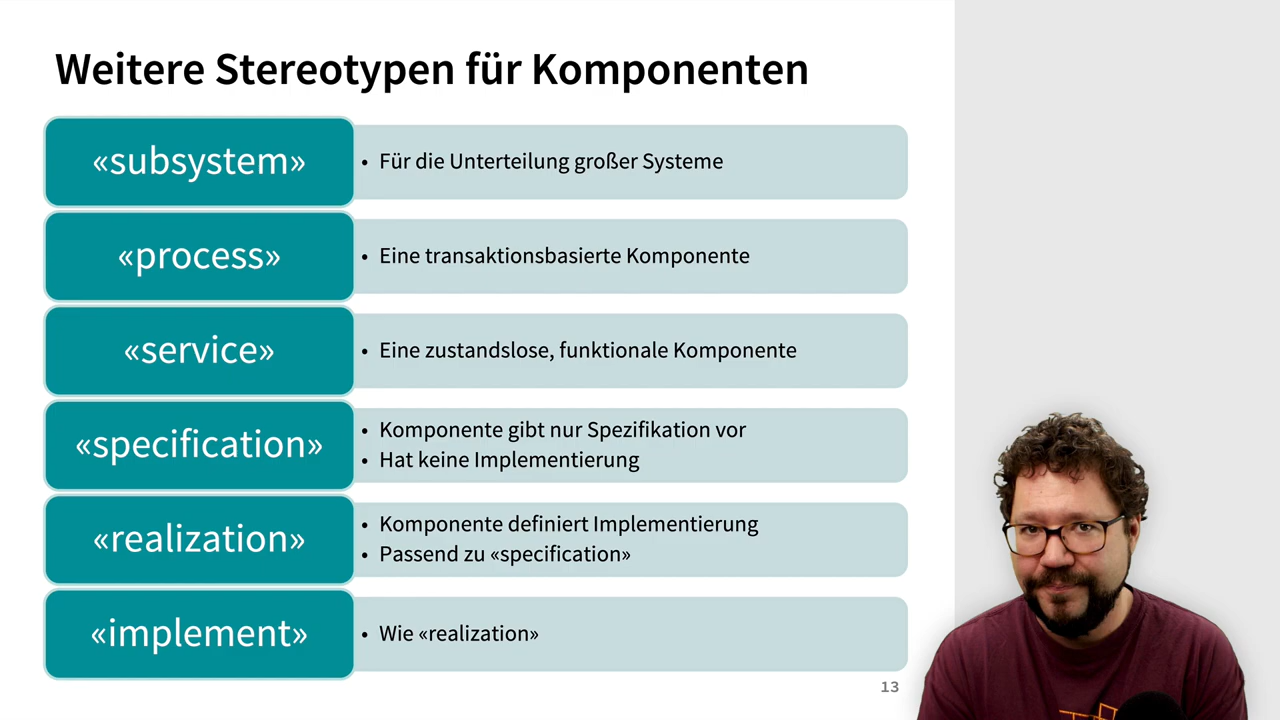 Weitere Stereotypen für Komponenten
«subsystem»
• Für die Unterteilung großer Systeme
«process»
• Eine transaktionsbasierte Komponente
«service»
• Eine zustandslose, funktionale Komponente
«specification»
• Komponente gibt nur Spezifikation vor
• Hat keine Implementierung
«realization»
• Komponente definiert Implementierung
• Passend zu «specification»
«implement»
• Wie «realization»
13